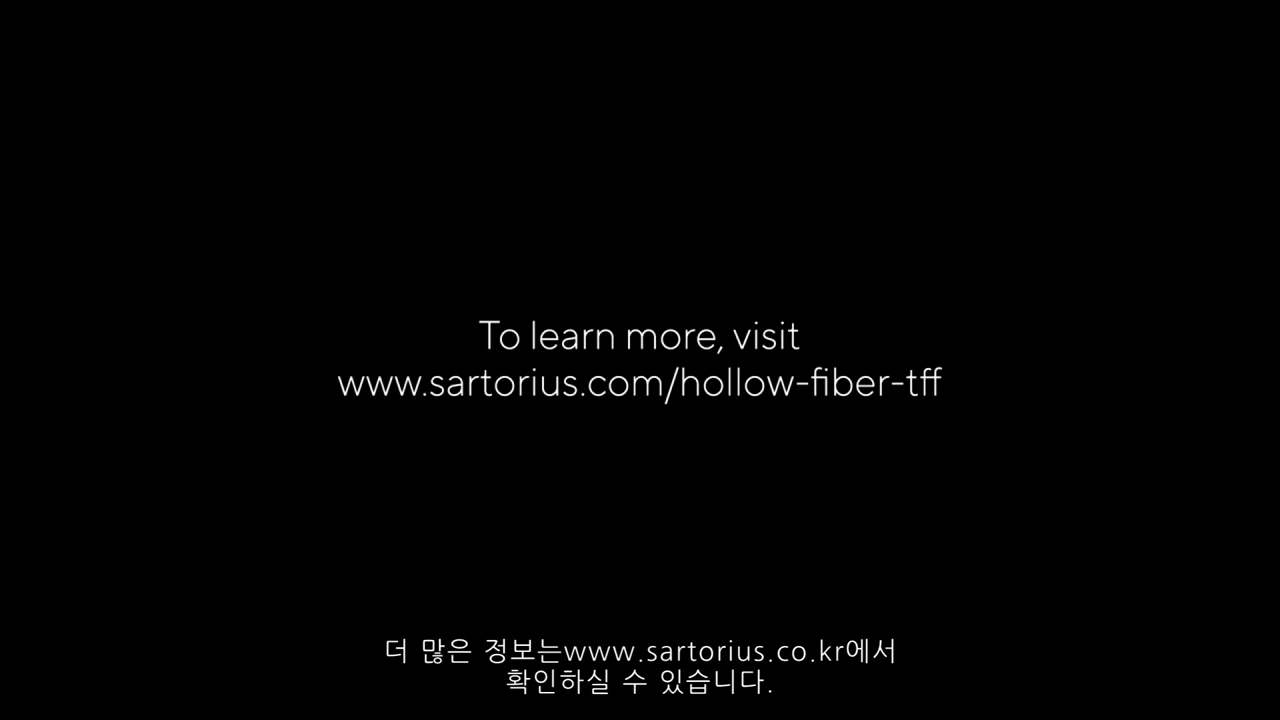 To learn more, visit
www.sartorius.com/hollow-fiber-tff
더 많은 정보는www.sartorius.co.kr에서
확인하실 수 있습니다.